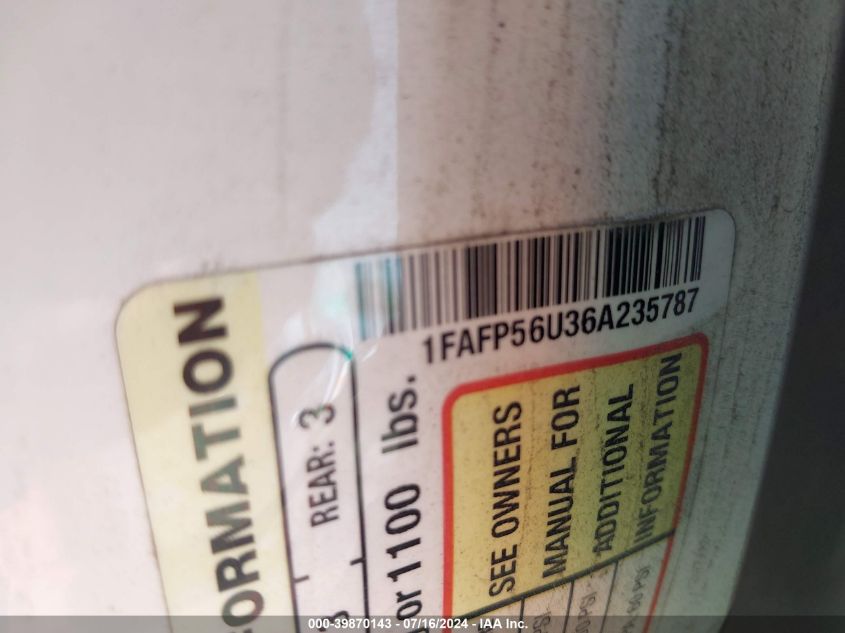 1FAFP56U36A235787
FORMATION
REAR: 3
or 1100 lbs.
SEE OWNERS
MANUAL FOR
ADDITIONAL
INFORMATION
000-39870143 - 07/16/2024 - IAA Inc.